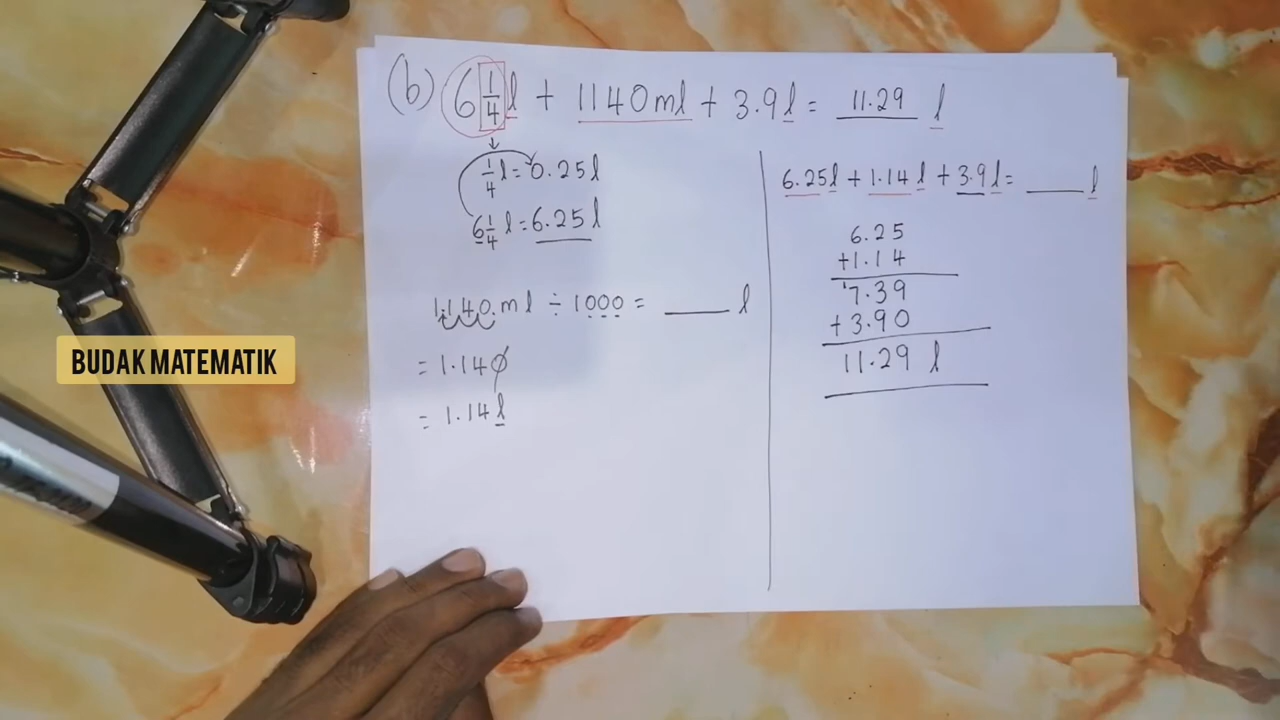 (b) 6 1/4 l + 1140 ml + 3.9 l = 11.29 l
1/4 l = 0.25 l
6 1/4 l = 6.25 l
1140. ml ÷ 1000 = ____ l
= 1.140
= 1.14 l
6.25 l + 1.14 l + 3.9 l = ____ l
6.25
+1.14
17.39
+3.90
11.29 l
BUDAK MATEMATIK